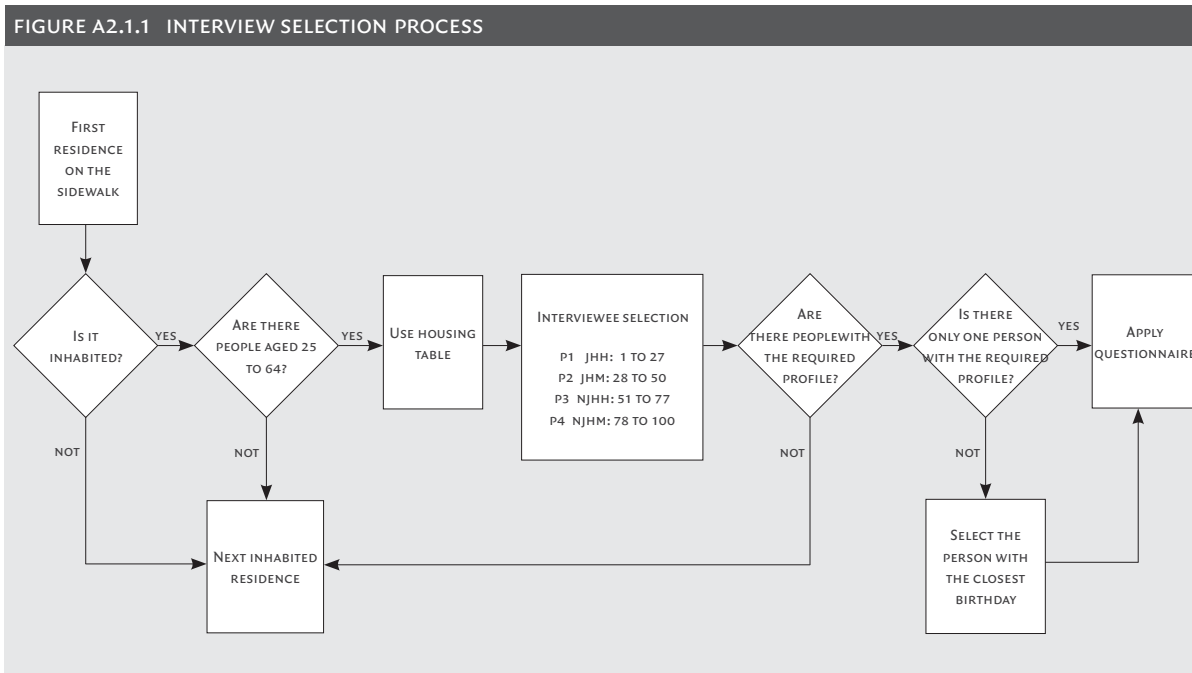 FIGURE A2.1.1 INTERVIEW SELECTION PROCESS
FIRST
RESIDENCE
ON THE
SIDEWALK
IS IT
INHABITED?
YES
NOT
ARE THERE
PEOPLE AGED 25
TO 64?
YES
NOT
USE HOUSING
TABLE
INTERVIEWEE SELECTION
P1 JHH: 1 TO 27
P2 JHM: 28 TO 50
P3 NJHH: 51 TO 77
P4 NJHM: 78 TO 100
ARE
THERE PEOPLEWITH
THE REQUIRED
PROFILE?
YES
NOT
IS THERE
ONLY ONE PERSON
WITH THE REQUIRED
PROFILE?
YES
NOT
APPLY
QUESTIONNAIRE
NEXT INHABITED
RESIDENCE
SELECT THE
PERSON WITH
THE CLOSEST
BIRTHDAY